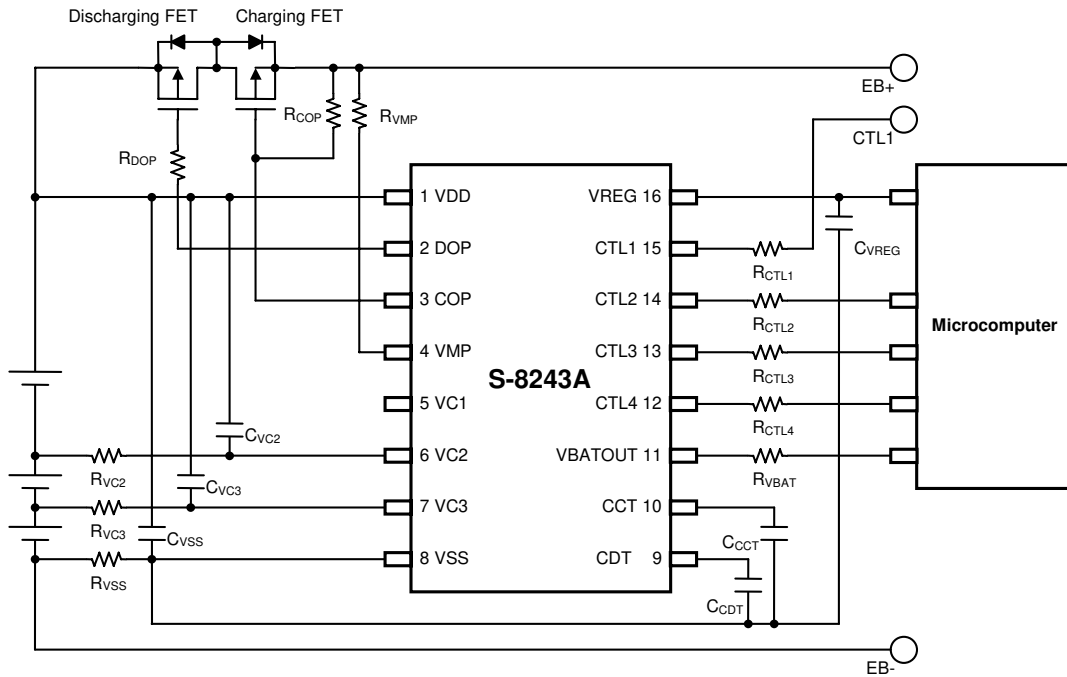 Discharging FET
Charging FET
EB+
CTL1
RCOP
RVMP
RDOP
1 VDD
2 DOP
3 COP
4 VMP
5 VC1
6 VC2
7 VC3
8 VSS
S-8243A
VREG 16
CTL1 15
CTL2 14
CTL3 13
CTL4 12
VBATOUT 11
CCT 10
CDT 9
RCTL1
RCTL2
RCTL3
RCTL4
RVBAT
CVREG
Microcomputer
CVC2
RVC2
CVC3
RVC3
CVSS
RVSS
CCCT
CCDT
EB-